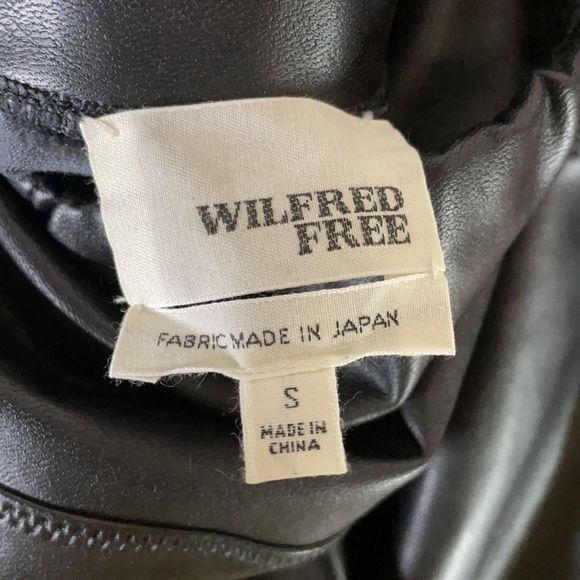 WILFRED
FREE
FABRIC MADE IN JAPAN
S
MADE IN
CHINA